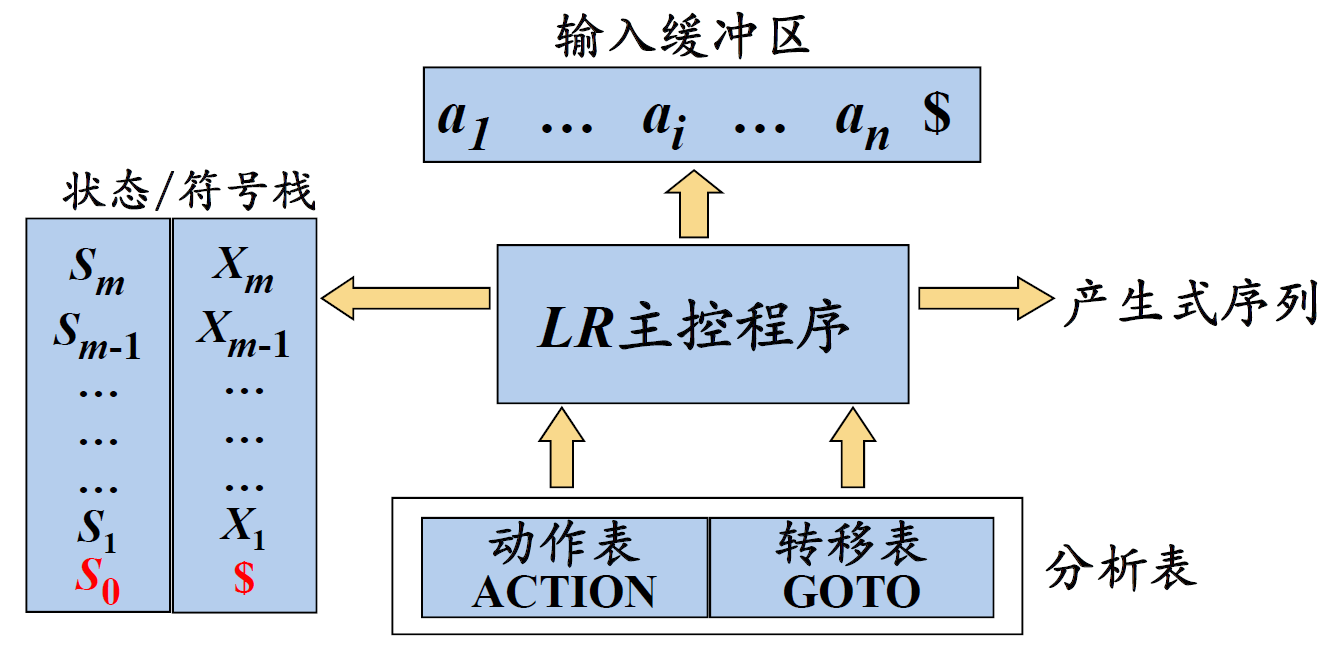 输入缓冲区
a1 … ai … an $
状态/符号栈
Sm Xm
Sm-1 Xm-1
… …
… …
… …
S1 X1
S0 $
LR主控程序
产生式序列
动作表 转移表
ACTION GOTO
分析表